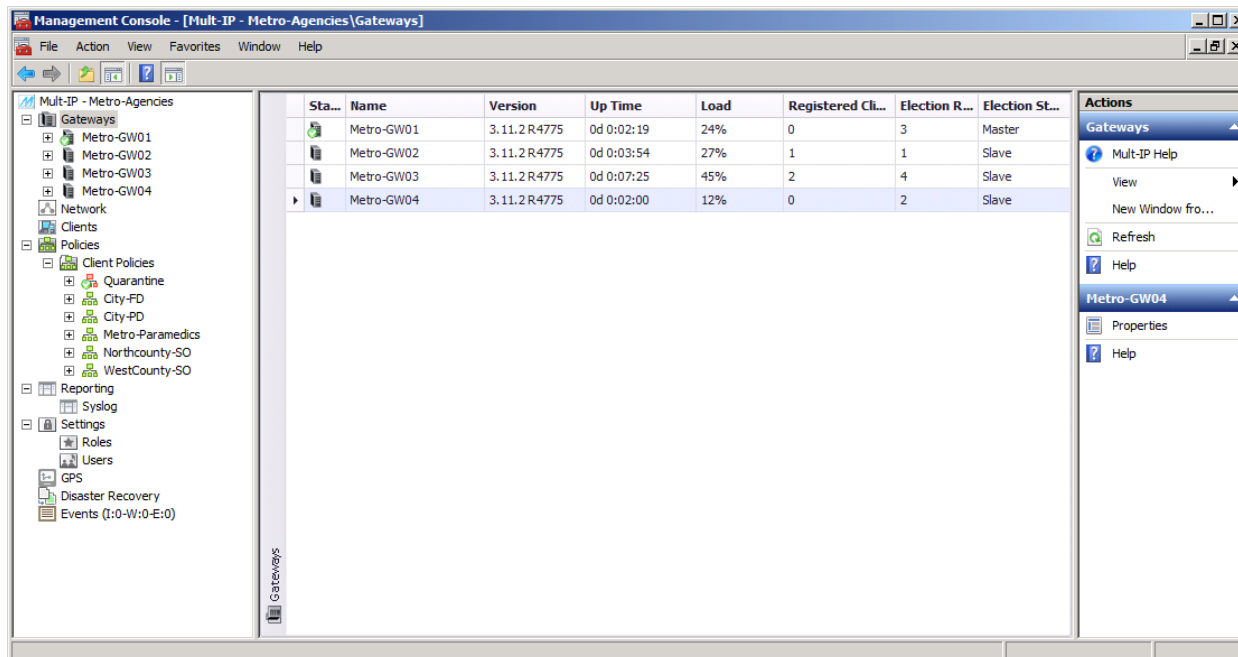 Management Console - [Mult-IP - Metro-Agencies\Gateways]
File Action View Favorites Window Help
Mult-IP - Metro-Agencies
Gateways
Metro-GW01
Metro-GW02
Metro-GW03
Metro-GW04
Network
Clients
Policies
Client Policies
Quarantine
City-FD
City-PD
Metro-Paramedics
Northcounty-SO
WestCounty-SO
Reporting
Syslog
Settings
Roles
Users
GPS
Disaster Recovery
Events (I:0-W:0-E:0)
Gateways
Sta... Name Version Up Time Load Registered Cli... Election R... Election St...
Metro-GW01 3.11.2 R4775 0d 0:02:19 24% 0 3 Master
Metro-GW02 3.11.2 R4775 0d 0:03:54 27% 1 1 Slave
Metro-GW03 3.11.2 R4775 0d 0:07:25 45% 2 4 Slave
Metro-GW04 3.11.2 R4775 0d 0:02:00 12% 0 2 Slave
Actions
Gateways
Mult-IP Help
View
New Window fro...
Refresh
Help
Metro-GW04
Properties
Help